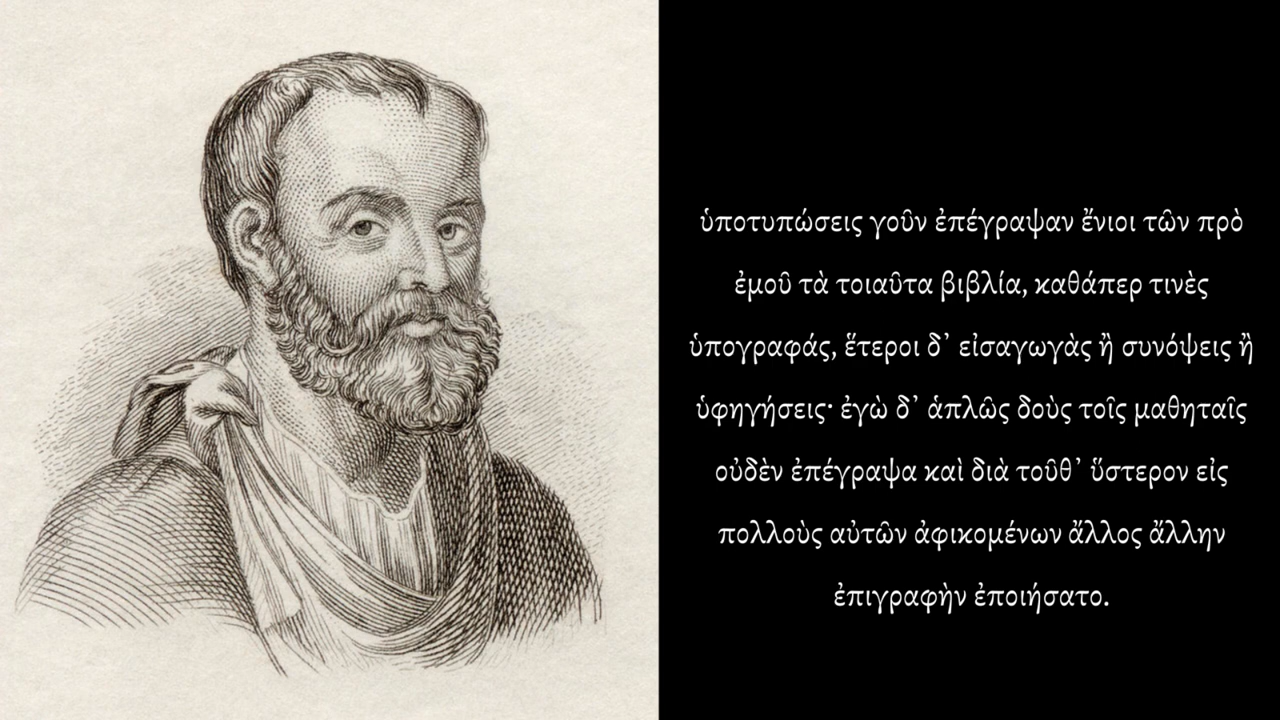 ὑποτυπώσεις γοῦν ἐπέγραψαν ἔνιοι τῶν πρὸ
ἐμοῦ τὰ τοιαῦτα βιβλία, καθάπερ τινὲς
ὑπογραφάς, ἕτεροι δ’ εἰσαγωγὰς ἢ συνόψεις ἢ
ὑφηγήσεις· ἐγὼ δ’ ἁπλῶς δοὺς τοῖς μαθηταῖς
οὐδὲν ἐπέγραψα καὶ διὰ τοῦθ’ ὕστερον εἰς
πολλοὺς αὐτῶν ἀφικομένων ἄλλος ἄλλην
ἐπιγραφὴν ἐποιήσατο.